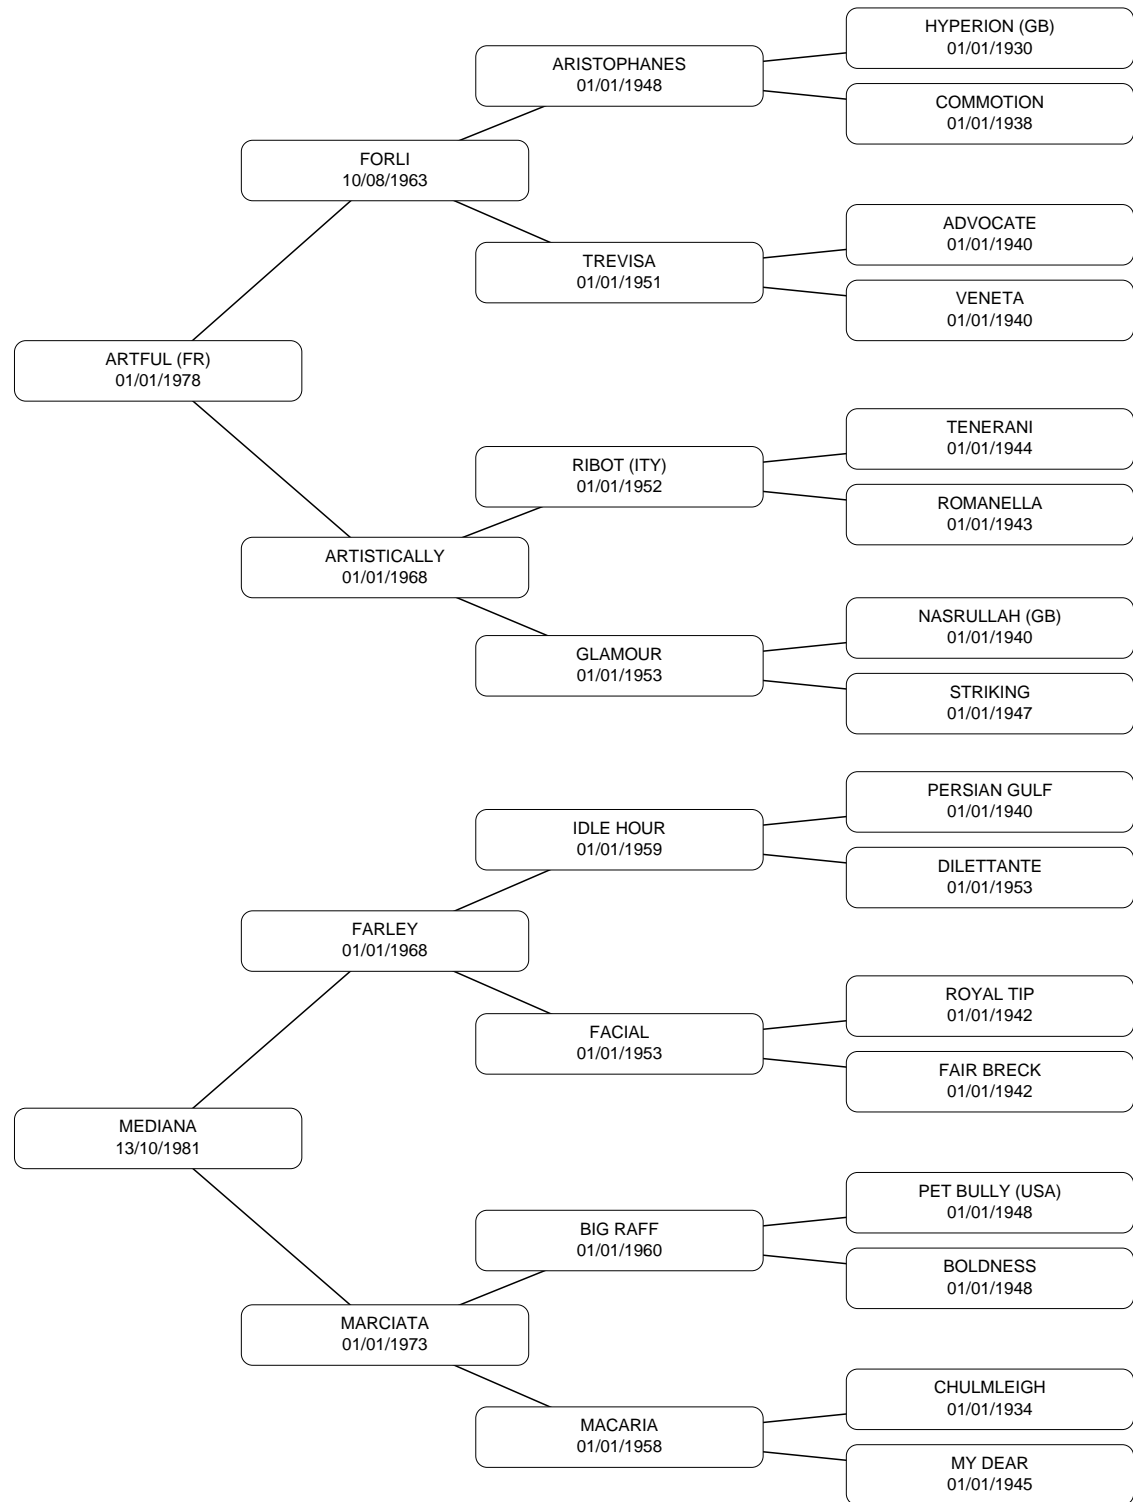 HYPERION (GB)
01/01/1930
ARISTOPHANES
01/01/1948
COMMOTION
01/01/1938
FORLI
10/08/1963
ADVOCATE
01/01/1940
TREVISA
01/01/1951
VENETA
01/01/1940
ARTFUL (FR)
01/01/1978
TENERANI
01/01/1944
RIBOT (ITY)
01/01/1952
ROMANELLA
01/01/1943
ARTISTICALLY
01/01/1968
NASRULLAH (GB)
01/01/1940
GLAMOUR
01/01/1953
STRIKING
01/01/1947
PERSIAN GULF
01/01/1940
IDLE HOUR
01/01/1959
DILETTANTE
01/01/1953
FARLEY
01/01/1968
ROYAL TIP
01/01/1942
FACIAL
01/01/1953
FAIR BRECK
01/01/1942
MEDIANA
13/10/1981
PET BULLY (USA)
01/01/1948
BIG RAFF
01/01/1960
BOLDNESS
01/01/1948
MARCIATA
01/01/1973
CHULMLEIGH
01/01/1934
MACARIA
01/01/1958
MY DEAR
01/01/1945